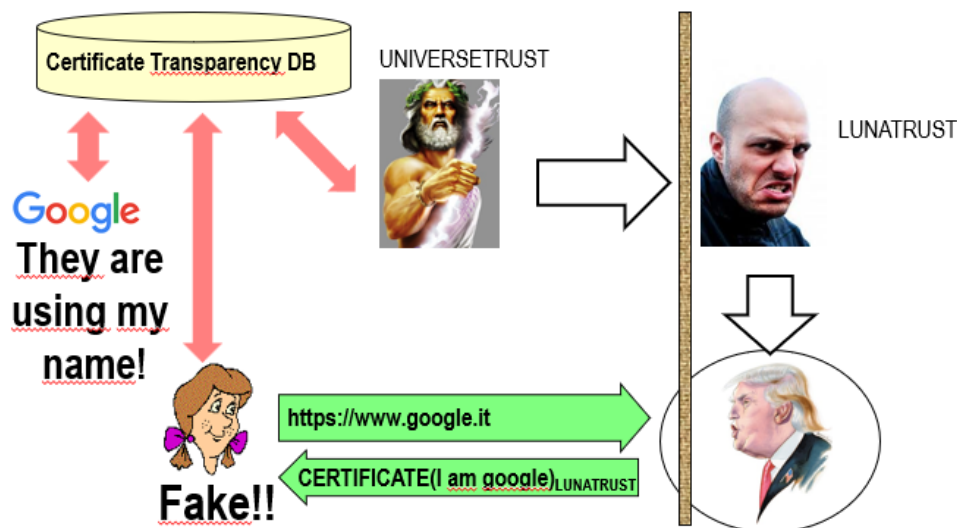 Certificate Transparency DB
UNIVERSETRUST
LUNATRUST
Google
They are
using my
name!
https://www.google.it
CERTIFICATE(I am google)LUNATRUST
Fake!!